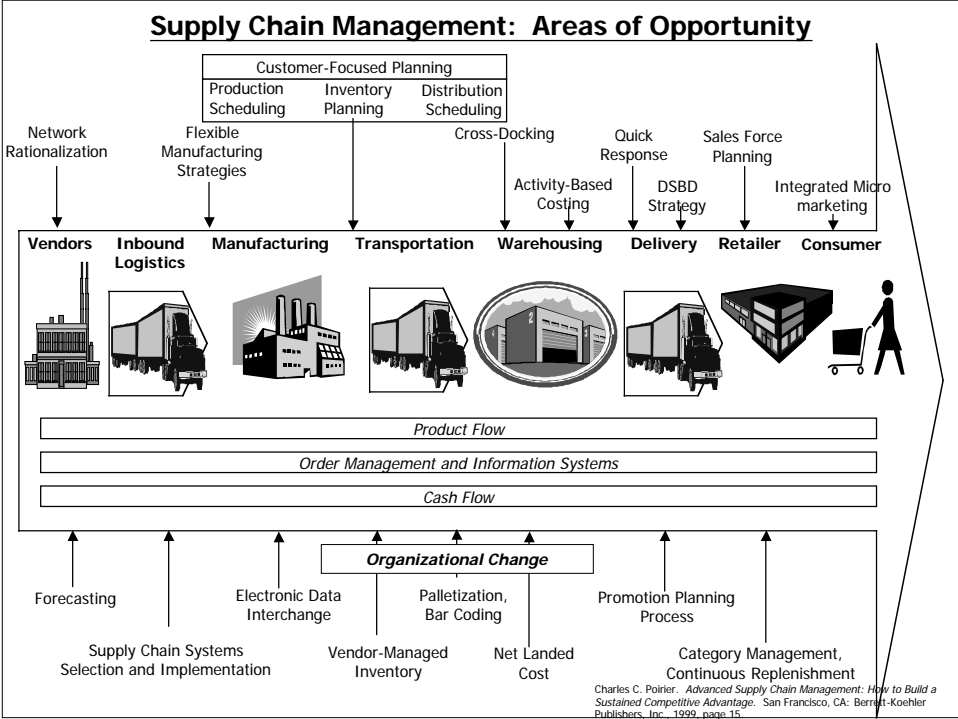 Supply Chain Management: Areas of Opportunity
Customer-Focused Planning
Production
Scheduling
Inventory
Planning
Distribution
Scheduling
Network
Rationalization
Flexible
Manufacturing
Strategies
Cross-Docking
Quick
Response
Sales Force
Planning
Activity-Based
Costing
DSBD
Strategy
Integrated Micro
marketing
Vendors
Inbound
Logistics
Manufacturing
Transportation
Warehousing
Delivery
Retailer
Consumer
2
Product Flow
Order Management and Information Systems
Cash Flow
Organizational Change
Forecasting
Electronic Data
Interchange
Palletization,
Bar Coding
Promotion Planning
Process
Supply Chain Systems
Selection and Implementation
Vendor-Managed
Inventory
Net Landed
Cost
Category Management,
Continuous Replenishment
Charles C. Poirier. Advanced Supply Chain Management: How to Build a
Sustained Competitive Advantage. San Francisco, CA: Berrett-Koehler
Publishers, Inc., 1999, page 15.